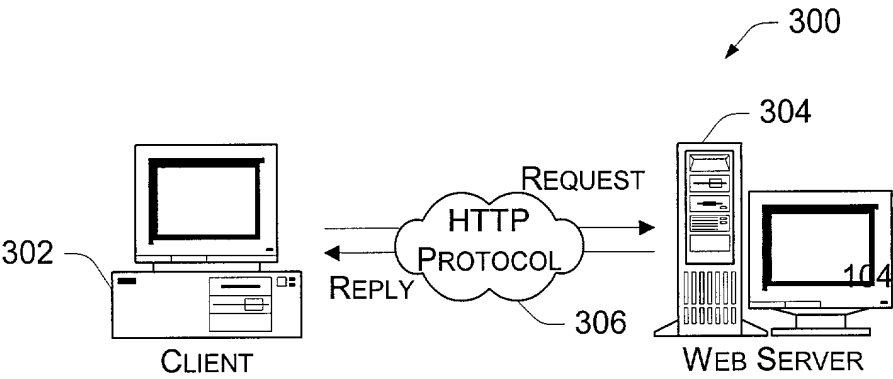 300
304
REQUEST
HTTP
PROTOCOL
302
REPLY
104
306
CLIENT
WEB SERVER